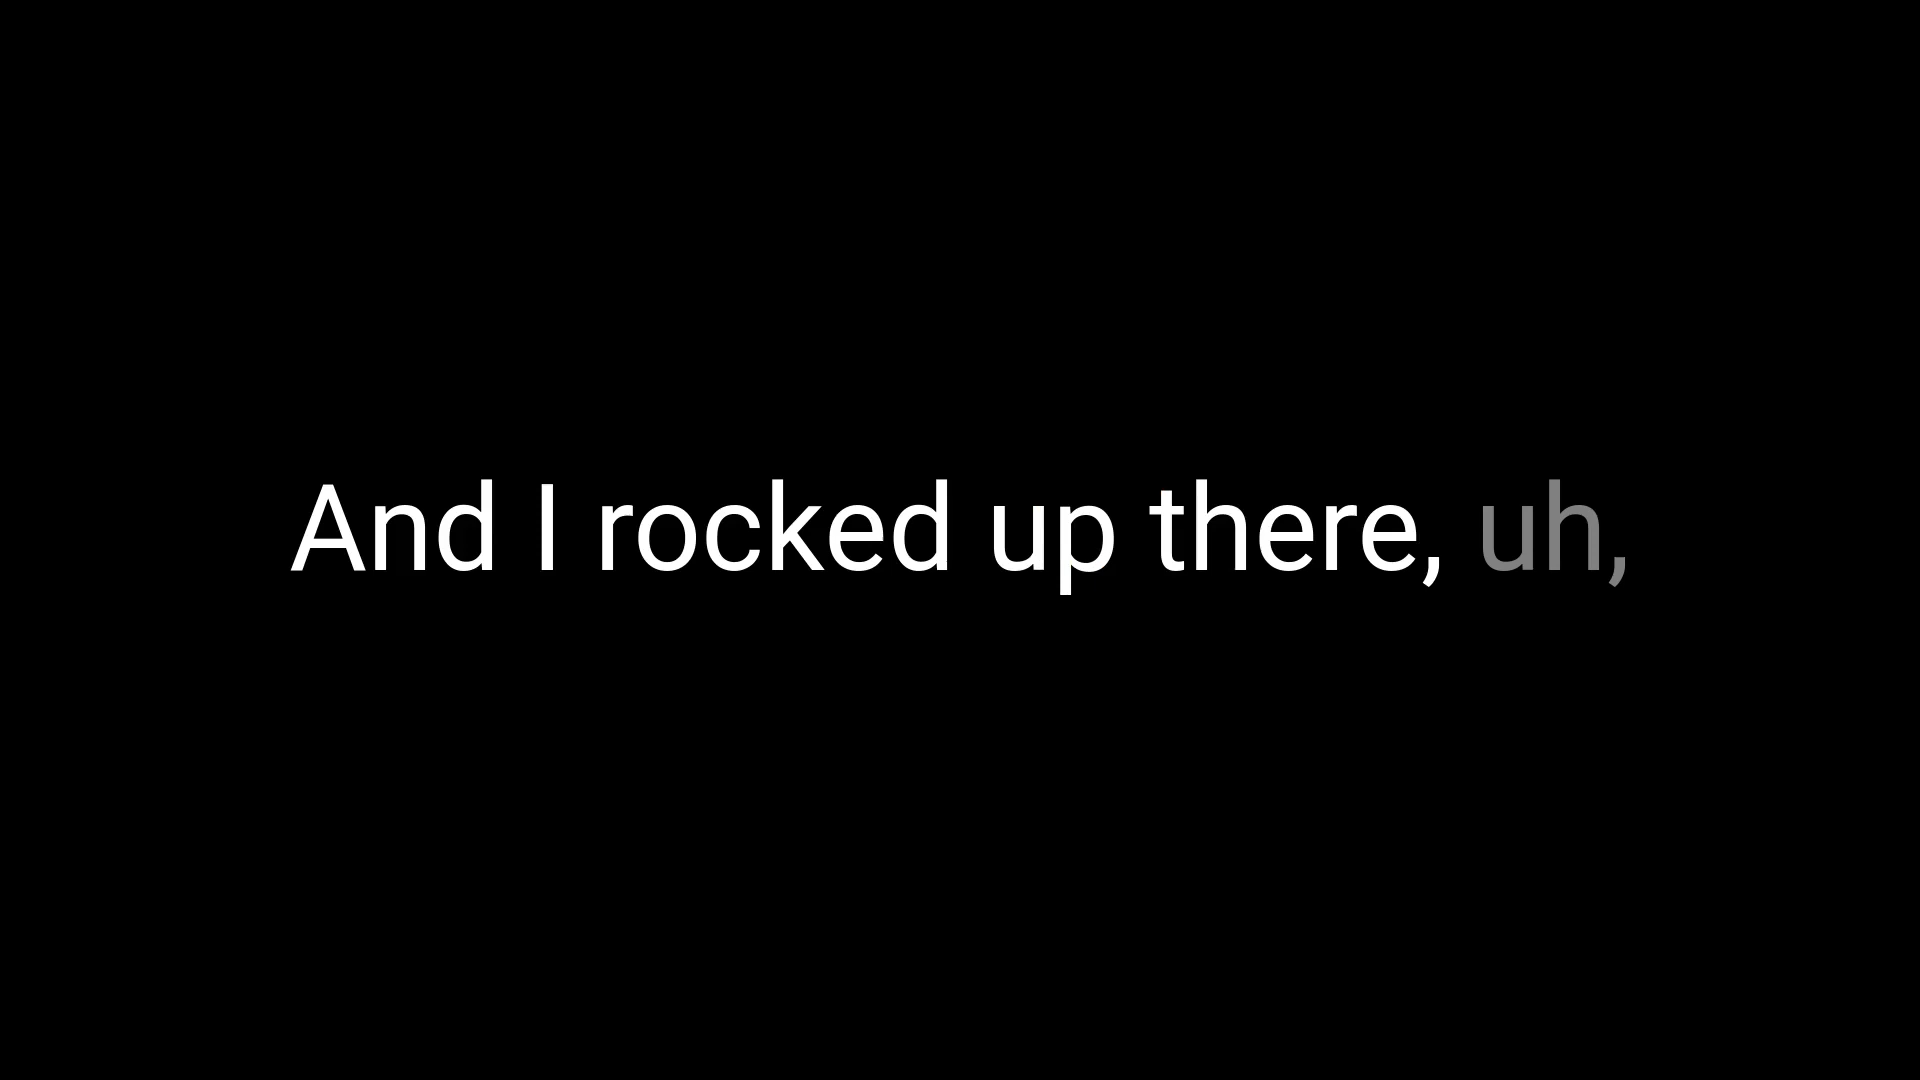 And I rocked up there, uh,